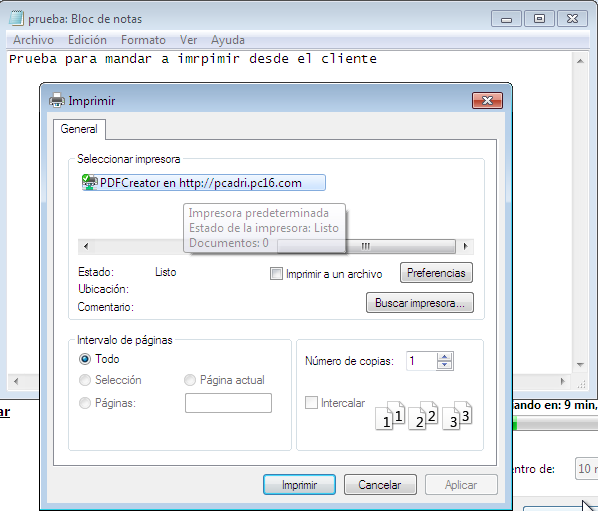 prueba: Bloc de notas
Archivo Edición Formato Ver Ayuda
Prueba para mandar a imrpimir desde el cliente
Imprimir
General
Seleccionar impresora
PDFCreator en http://pcadri.pc16.com
Impresora predeterminada
Estado de la impresora: Listo
Documentos: 0
Estado: Listo
Imprimir a un archivo
Preferencias
Ubicación:
Comentario:
Buscar impresora...
Intervalo de páginas
Todo
Selección
Página actual
Páginas:
Número de copias: 1
Intercalar
1 1 2 2 3 3
Imprimir
Cancelar
Aplicar
ar
ando en: 9 min,
entro de: 10